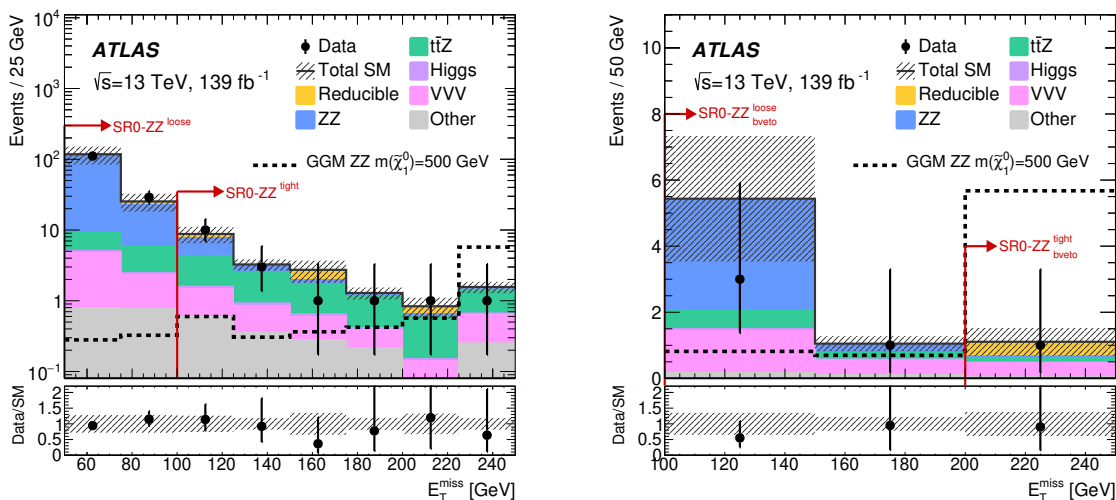 Events / 25 GeV
10⁴
10³
10²
10
1
10⁻¹
ATLAS
√s=13 TeV, 139 fb⁻¹
Data
Total SM
Reducible
ZZ
tt̄Z
Higgs
VVV
Other
GGM ZZ m(χ̃₁⁰)=500 GeV
SR0-ZZ^loose
SR0-ZZ^tight
Data/SM
2
1.5
1
0.5
0
60 80 100 120 140 160 180 200 220 240
E_T^miss [GeV]
Events / 50 GeV
10
8
6
4
2
0
ATLAS
√s=13 TeV, 139 fb⁻¹
Data
Total SM
Reducible
ZZ
tt̄Z
Higgs
VVV
Other
GGM ZZ m(χ̃₁⁰)=500 GeV
SR0-ZZ^loose_bveto
SR0-ZZ^tight_bveto
Data/SM
2
1.5
1
0.5
0
100 120 140 160 180 200 220 240
E_T^miss [GeV]